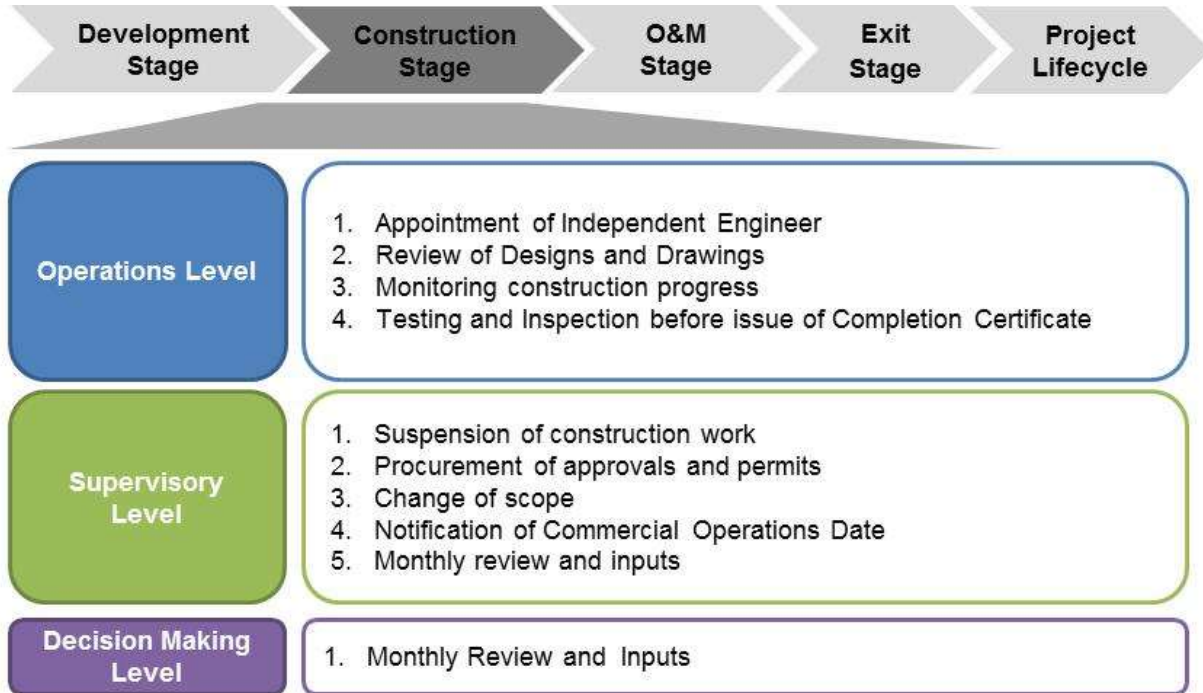 Development
Stage
Construction
Stage
O&M
Stage
Exit
Stage
Project
Lifecycle
Operations Level
1. Appointment of Independent Engineer
2. Review of Designs and Drawings
3. Monitoring construction progress
4. Testing and Inspection before issue of Completion Certificate
Supervisory
Level
1. Suspension of construction work
2. Procurement of approvals and permits
3. Change of scope
4. Notification of Commercial Operations Date
5. Monthly review and inputs
Decision Making
Level
1. Monthly Review and Inputs